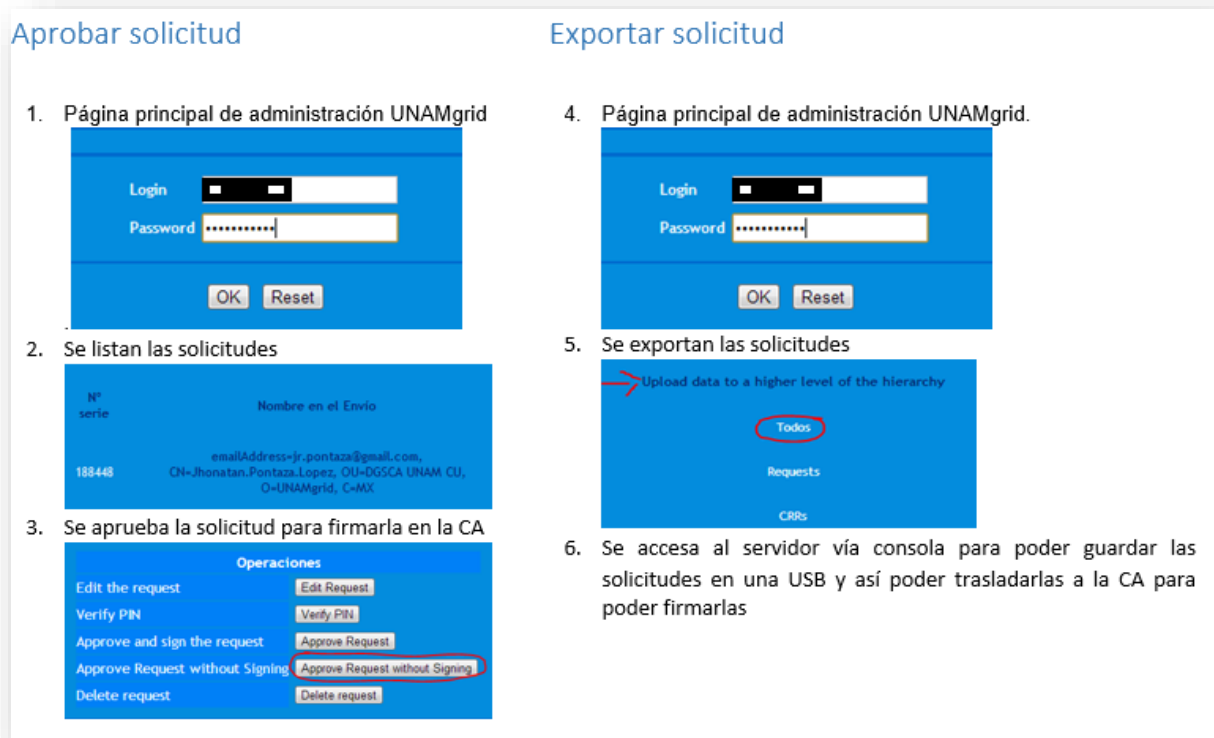 Aprobar solicitud
1. Página principal de administración UNAMgrid
Login
Password •••••••••••
OK Reset
.
2. Se listan las solicitudes
Nº
serie
Nombre en el Envío
188448
emailAddress=jr.pontaza@gmail.com,
CN=Jhonatan.Pontaza.Lopez, OU=DGSCA UNAM CU,
O=UNAMgrid, C=MX
3. Se aprueba la solicitud para firmarla en la CA
Operaciones
Edit the request Edit Request
Verify PIN Verify PIN
Approve and sign the request Approve Request
Approve Request without Signing Approve Request without Signing
Delete request Delete request
Exportar solicitud
4. Página principal de administración UNAMgrid.
Login
Password •••••••••••
OK Reset
5. Se exportan las solicitudes
Upload data to a higher level of the hierarchy
Todos
Requests
CRRs
6. Se accesa al servidor vía consola para poder guardar las
solicitudes en una USB y así poder trasladarlas a la CA para
poder firmarlas